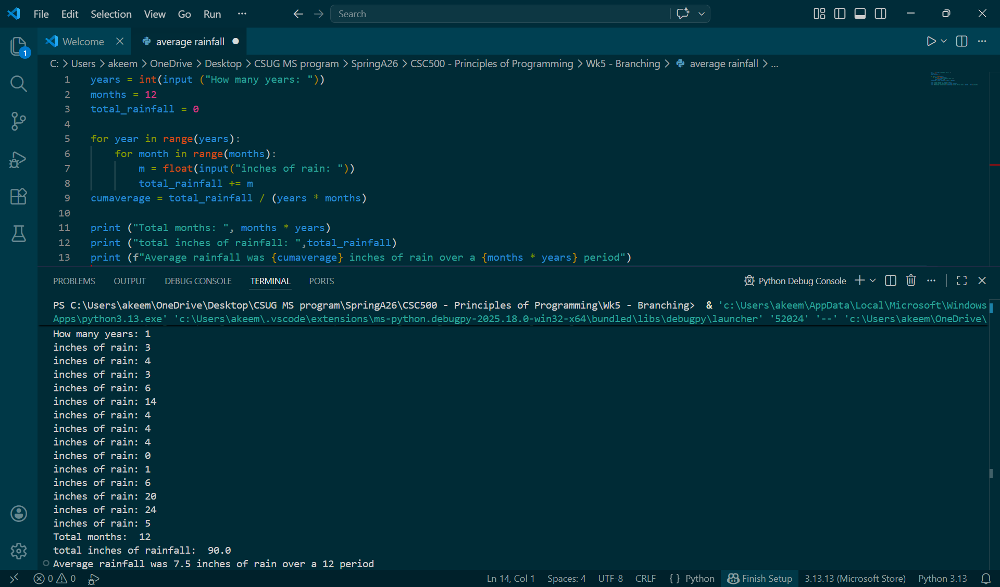 File Edit Selection View Go Run ··· Search
Welcome average rainfall
C: > Users > akeem > OneDrive > Desktop > CSUG MS program > SpringA26 > CSC500 - Principles of Programming > Wk5 - Branching > average rainfall > ...
1
1 years = int(input ("How many years: "))
2 months = 12
3 total_rainfall = 0
4
5 for year in range(years):
6 for month in range(months):
7 m = float(input("inches of rain: "))
8 total_rainfall += m
9 cumaverage = total_rainfall / (years * months)
10
11 print ("Total months: ", months * years)
12 print ("total inches of rainfall: ",total_rainfall)
13 print (f"Average rainfall was {cumaverage} inches of rain over a {months * years} period")
PROBLEMS OUTPUT DEBUG CONSOLE TERMINAL PORTS Python Debug Console
PS C:\Users\akeem\OneDrive\Desktop\CSUG MS program\SpringA26\CSC500 - Principles of Programming\Wk5 - Branching> & 'c:\Users\akeem\AppData\Local\Microsoft\Windows
Apps\python3.13.exe' 'c:\Users\akeem\.vscode\extensions\ms-python.debugpy-2025.18.0-win32-x64\bundled\libs\debugpy\launcher' '52024' '--' 'c:\Users\akeem\OneDrive\
How many years: 1
inches of rain: 3
inches of rain: 4
inches of rain: 3
inches of rain: 6
inches of rain: 14
inches of rain: 4
inches of rain: 4
inches of rain: 4
inches of rain: 0
inches of rain: 1
inches of rain: 6
inches of rain: 20
inches of rain: 24
inches of rain: 5
Total months:  12
total inches of rainfall:  90.0
Average rainfall was 7.5 inches of rain over a 12 period
0 0 Ln 14, Col 1 Spaces: 4 UTF-8 CRLF { } Python Finish Setup 3.13.13 (Microsoft Store) Python 3.13